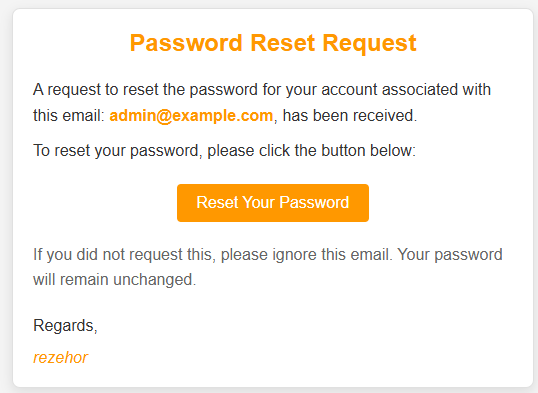 Password Reset Request
A request to reset the password for your account associated with
this email: admin@example.com, has been received.
To reset your password, please click the button below:
Reset Your Password
If you did not request this, please ignore this email. Your password
will remain unchanged.
Regards,
rezehor